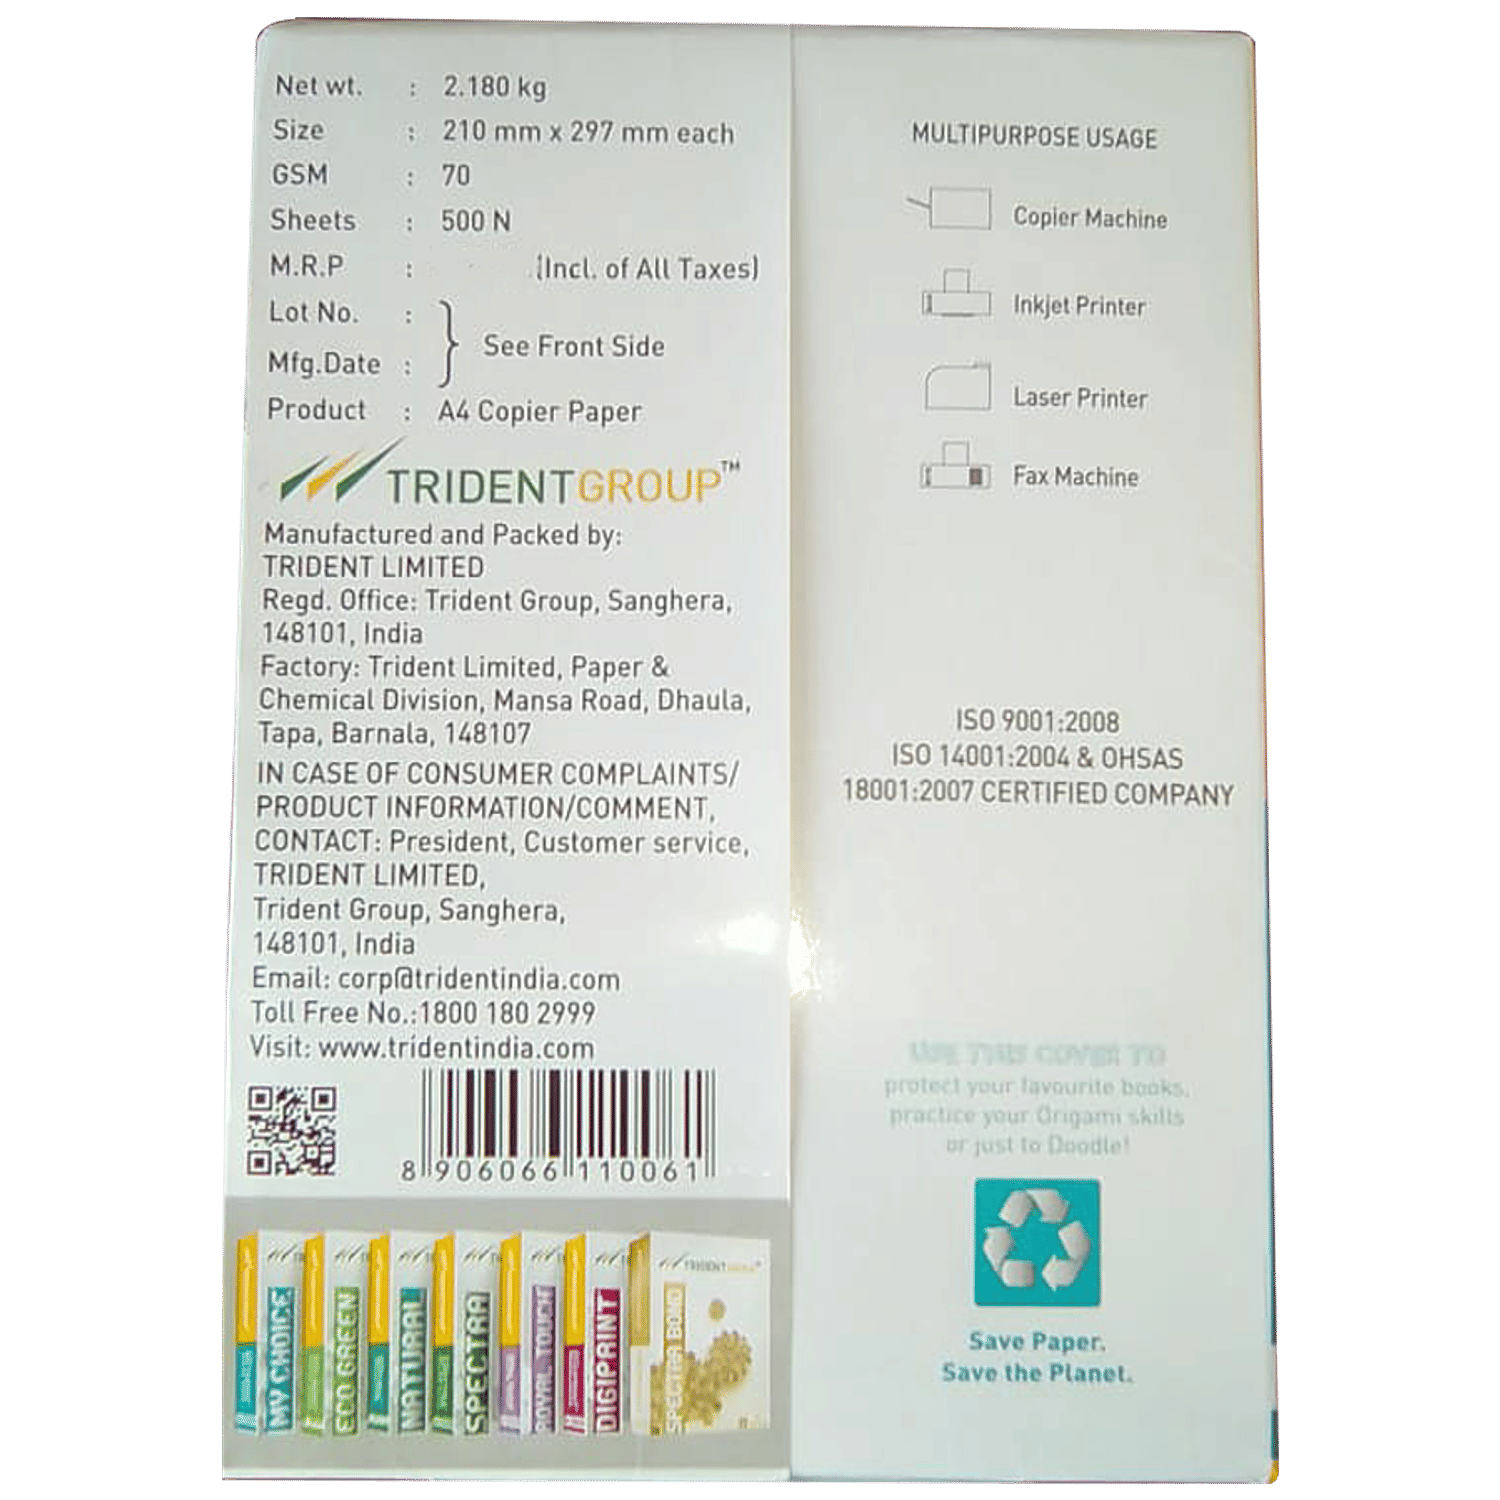 Net wt. : 2.180 kg
Size : 210 mm x 297 mm each
GSM : 70
Sheets : 500 N
M.R.P : (Incl. of All Taxes)
Lot No. :
Mfg.Date :
See Front Side
Product : A4 Copier Paper
TRIDENTGROUP™
Manufactured and Packed by:
TRIDENT LIMITED
Regd. Office: Trident Group, Sanghera,
148101, India
Factory: Trident Limited, Paper &
Chemical Division, Mansa Road, Dhaula,
Tapa, Barnala, 148107
IN CASE OF CONSUMER COMPLAINTS/
PRODUCT INFORMATION/COMMENT,
CONTACT: President, Customer service,
TRIDENT LIMITED,
Trident Group, Sanghera,
148101, India
Email: corp@tridentindia.com
Toll Free No.:1800 180 2999
Visit: www.tridentindia.com
8 906066 110061
MY CHOICE
ECO GREEN
NATURAL
SPECTRA
ROYAL TOUCH
DIGIPRINT
TRIDENTGROUP
SPECTRA BOND
MULTIPURPOSE USAGE
Copier Machine
Inkjet Printer
Laser Printer
Fax Machine
ISO 9001:2008
ISO 14001:2004 & OHSAS
18001:2007 CERTIFIED COMPANY
USE THIS COVER TO
protect your favourite books,
practice your Origami skills
or just to Doodle!
Save Paper.
Save the Planet.